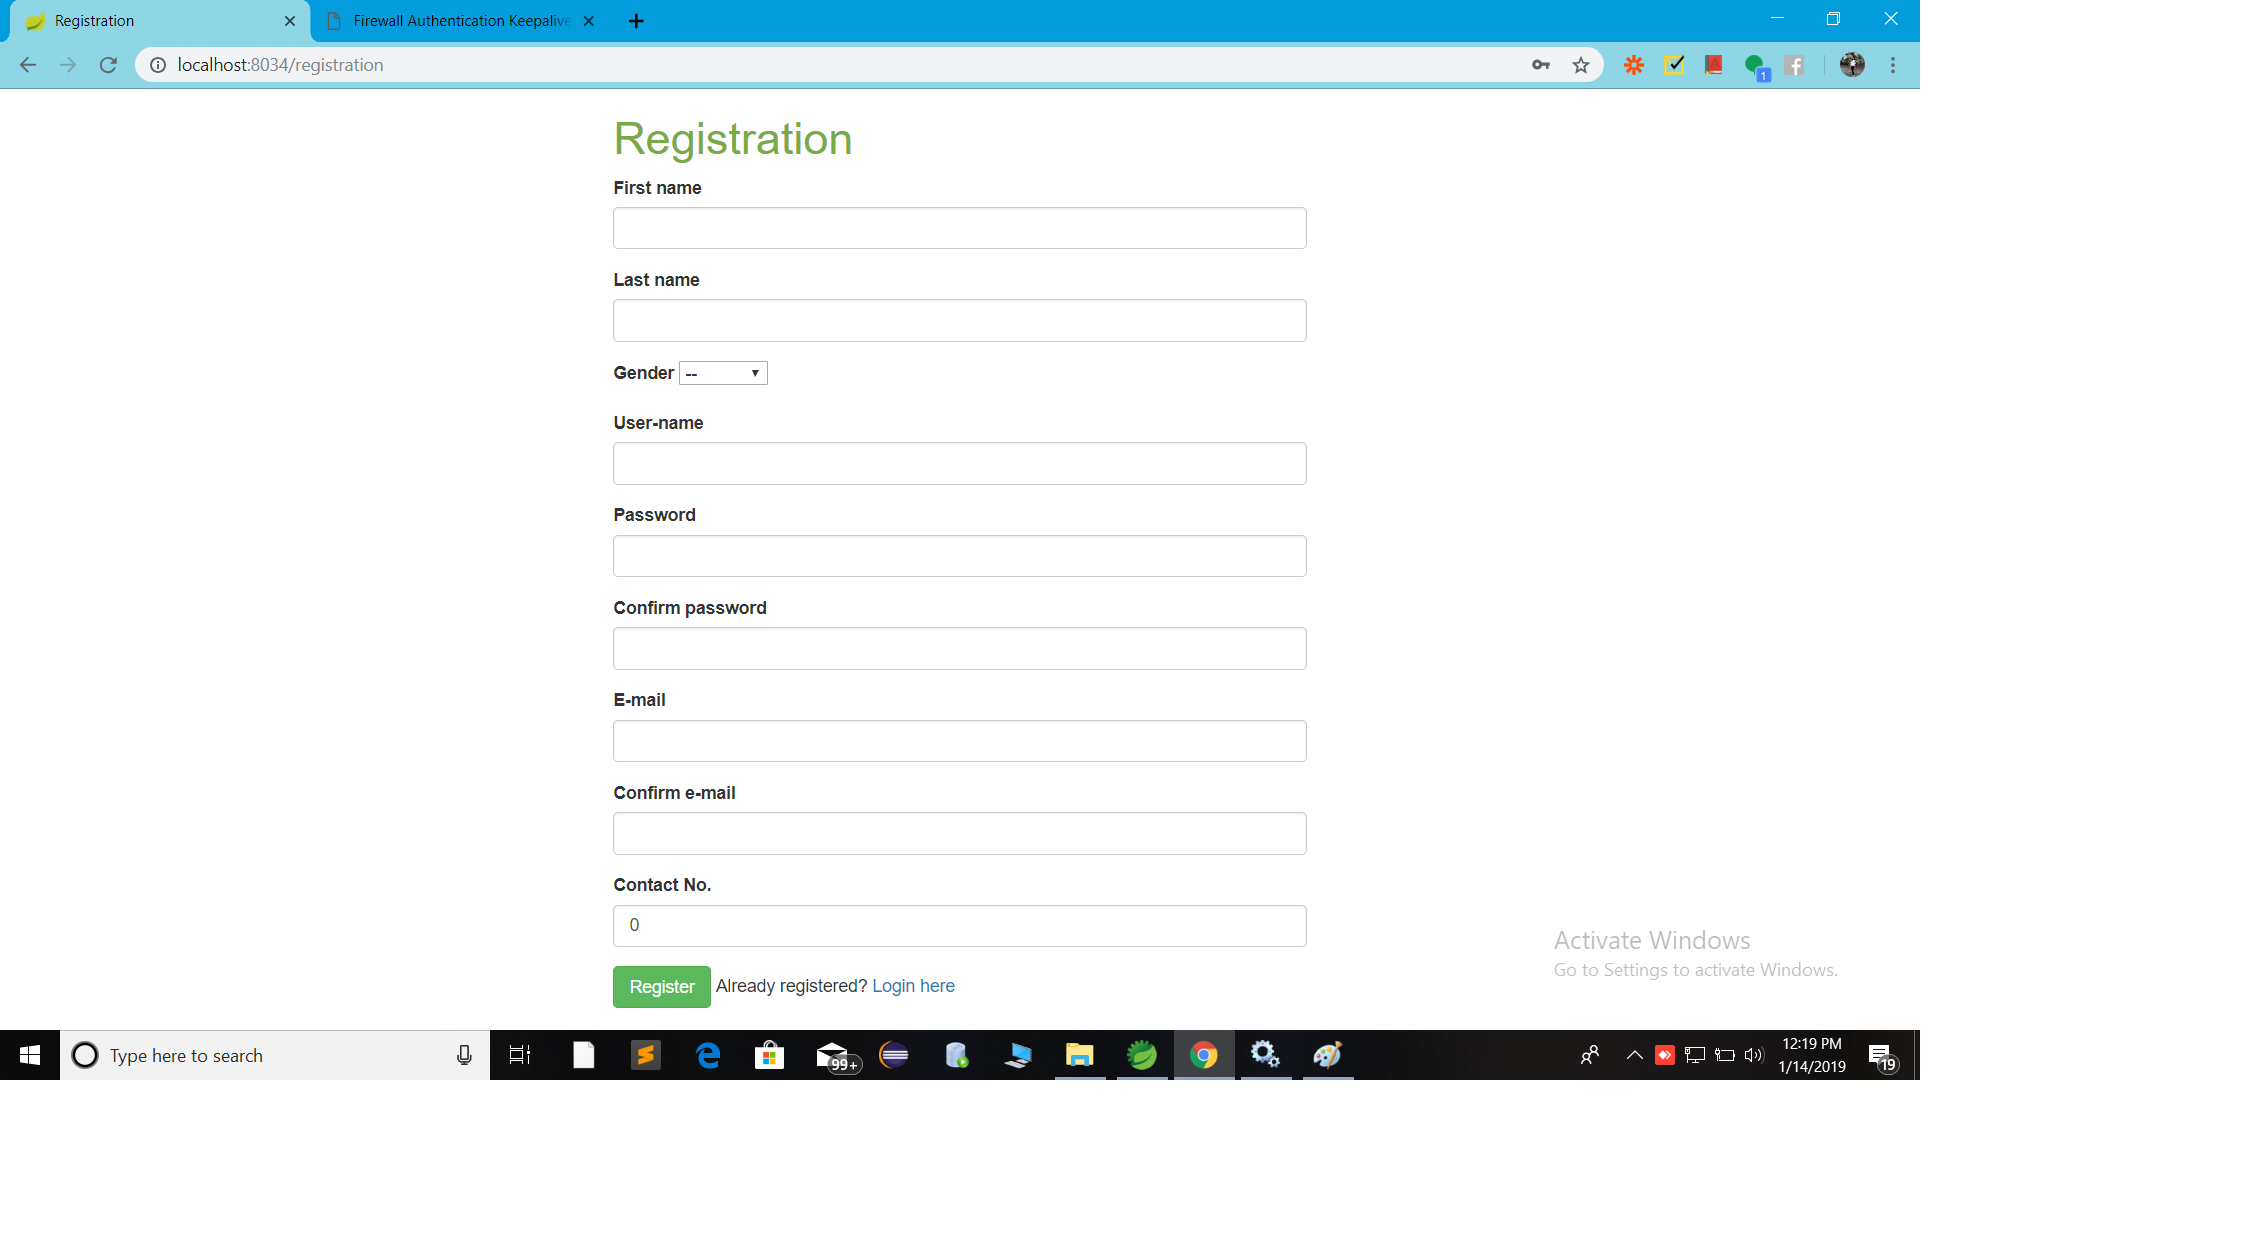 Registration
Firewall Authentication Keepalive
localhost:8034/registration
1
Registration
First name
Last name
Gender --
User-name
Password
Confirm password
E-mail
Confirm e-mail
Contact No.
0
Register Already registered? Login here
Activate Windows
Go to Settings to activate Windows.
Type here to search
99+
12:19 PM
1/14/2019
19